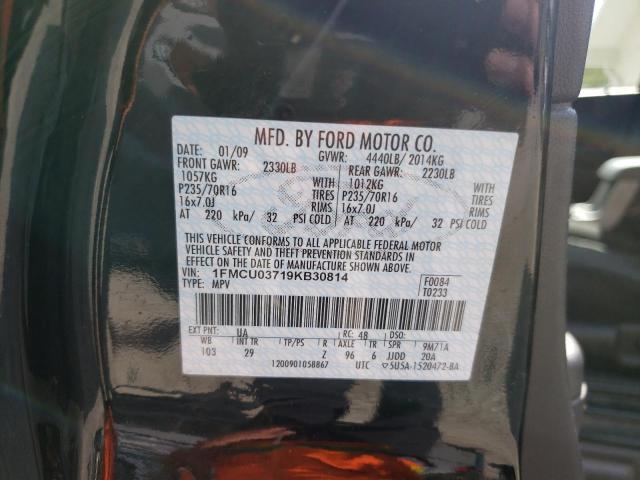 MFD. BY FORD MOTOR CO.
DATE: 01/09 GVWR: 4440LB/ 2014KG
FRONT GAWR: 2330LB REAR GAWR: 2230LB
1057KG WITH 1012KG WITH
P235/70R16 TIRES P235/70R16 TIRES
16x7.0J RIMS 16x7.0J RIMS
AT 220 kPa/ 32 PSI COLD AT 220 kPa/ 32 PSI COLD
THIS VEHICLE CONFORMS TO ALL APPLICABLE FEDERAL MOTOR
VEHICLE SAFETY AND THEFT PREVENTION STANDARDS IN
EFFECT ON THE DATE OF MANUFACTURE SHOWN ABOVE.
VIN: 1FMCU03719KB30814 F0084
TYPE: MPV T0233
EXT PNT: UA RC: 48 DSO:
WB INT TR TP/PS R AXLE TR SPR 9M71A
103 29 Z 96 6 JJDD 20A
1200901058867 UTC ▽5U5A-1520472-BA